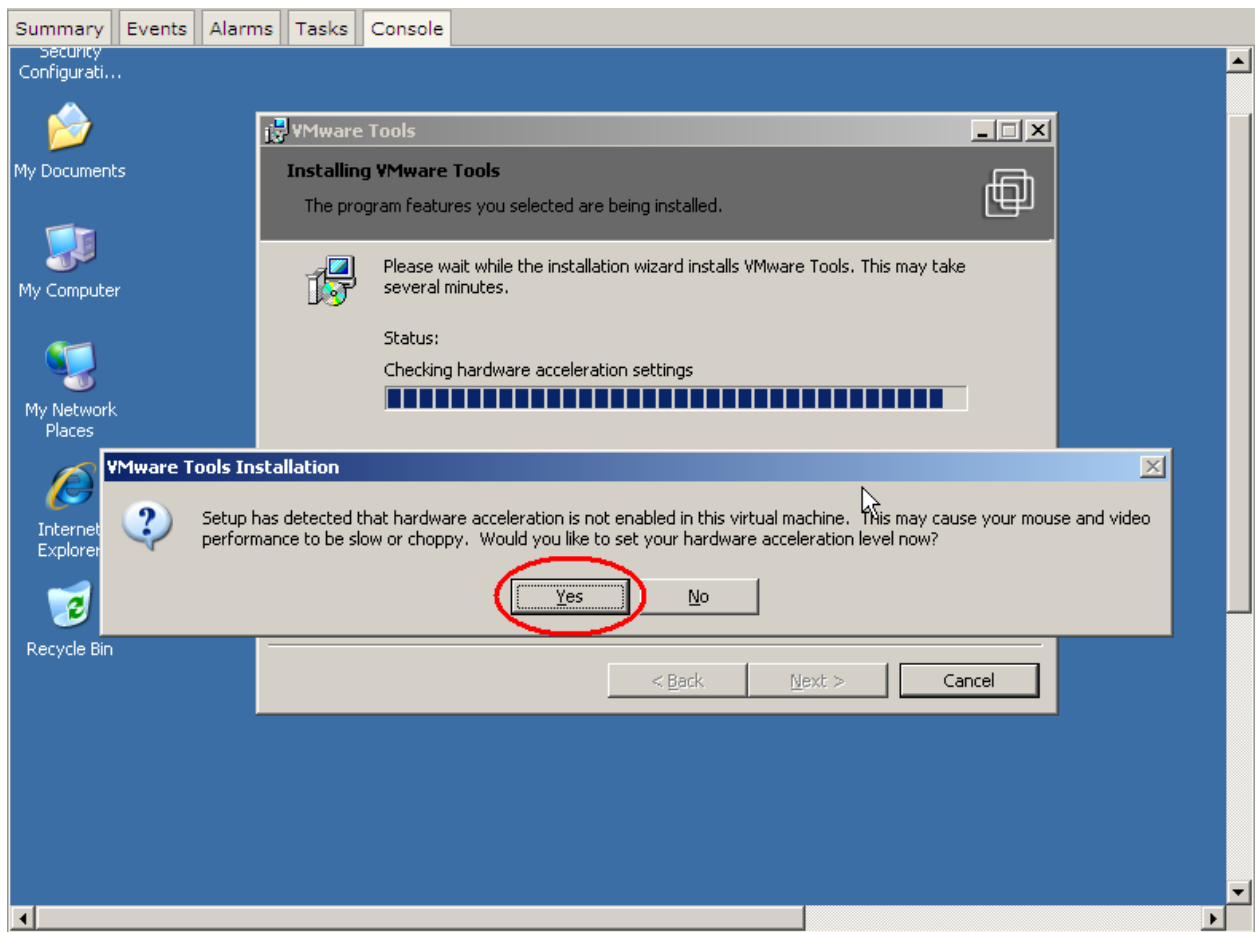 Summary Events Alarms Tasks Console
Security
Configurati...
My Documents
My Computer
My Network
Places
Internet
Explorer
Recycle Bin
VMware Tools
Installing VMware Tools
The program features you selected are being installed.
Please wait while the installation wizard installs VMware Tools. This may take
several minutes.
Status:
Checking hardware acceleration settings
VMware Tools Installation
Setup has detected that hardware acceleration is not enabled in this virtual machine. This may cause your mouse and video
performance to be slow or choppy. Would you like to set your hardware acceleration level now?
Yes No
< Back Next > Cancel